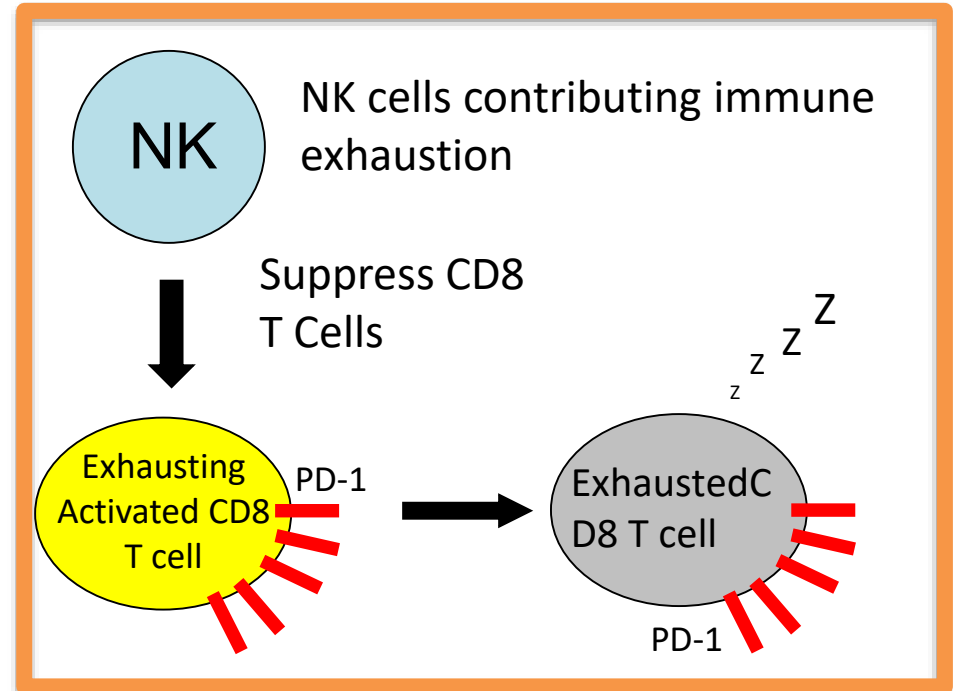 NK
NK cells contributing immune
exhaustion
Suppress CD8
T Cells
z
z
z
z
Exhausting
Activated CD8
T cell
PD-1
ExhaustedC
D8 T cell
PD-1